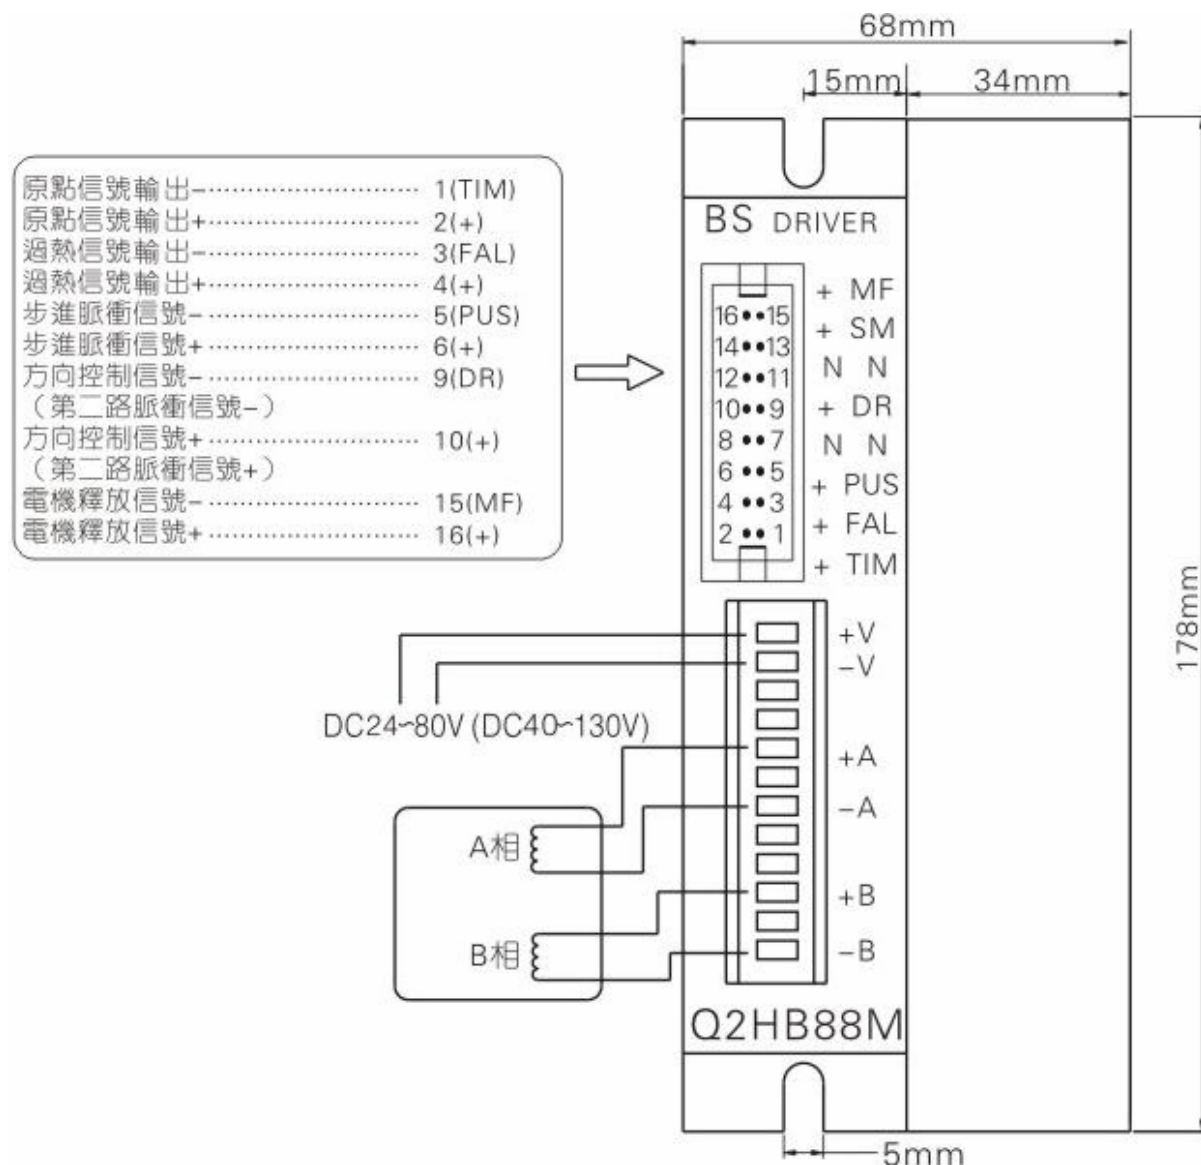 68mm
15mm
34mm
原點信號輸出-…………………… 1(TIM)
原點信號輸出+…………………… 2(+)
過熱信號輸出-…………………… 3(FAL)
過熱信號輸出+…………………… 4(+)
步進脈衝信號-…………………… 5(PUS)
步進脈衝信號+…………………… 6(+)
方向控制信號-…………………… 9(DR)
（第二路脈衝信號-）
方向控制信號+…………………… 10(+)
（第二路脈衝信號+）
電機釋放信號-…………………… 15(MF)
電機釋放信號+…………………… 16(+)
BS DRIVER
+ MF
16 15
+ SM
14 13
N N
12 11
+ DR
10 9
N N
8 7
6 5
+ PUS
4 3
+ FAL
2 1
+ TIM
178mm
+V
-V
DC24~80V (DC40~130V)
+A
-A
A相
+B
B相
-B
Q2HB88M
5mm